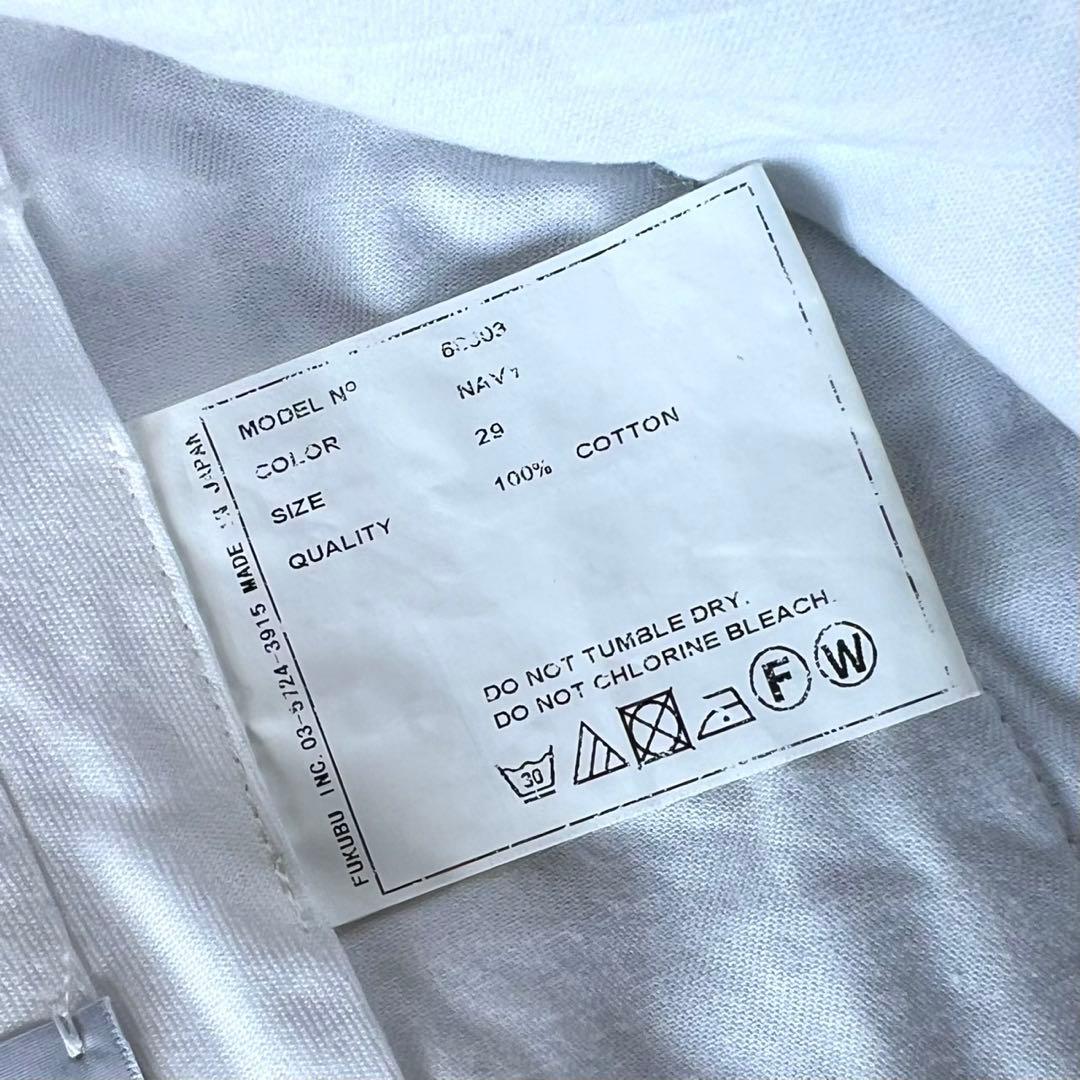 MODEL Nº
COLOR NAVY
SIZE 29
QUALITY 100% COTTON
DO NOT TUMBLE DRY.
DO NOT CHLORINE BLEACH.
30 F W
FUKUBU INC. 03-5724-3915 MADE IN JAPAN